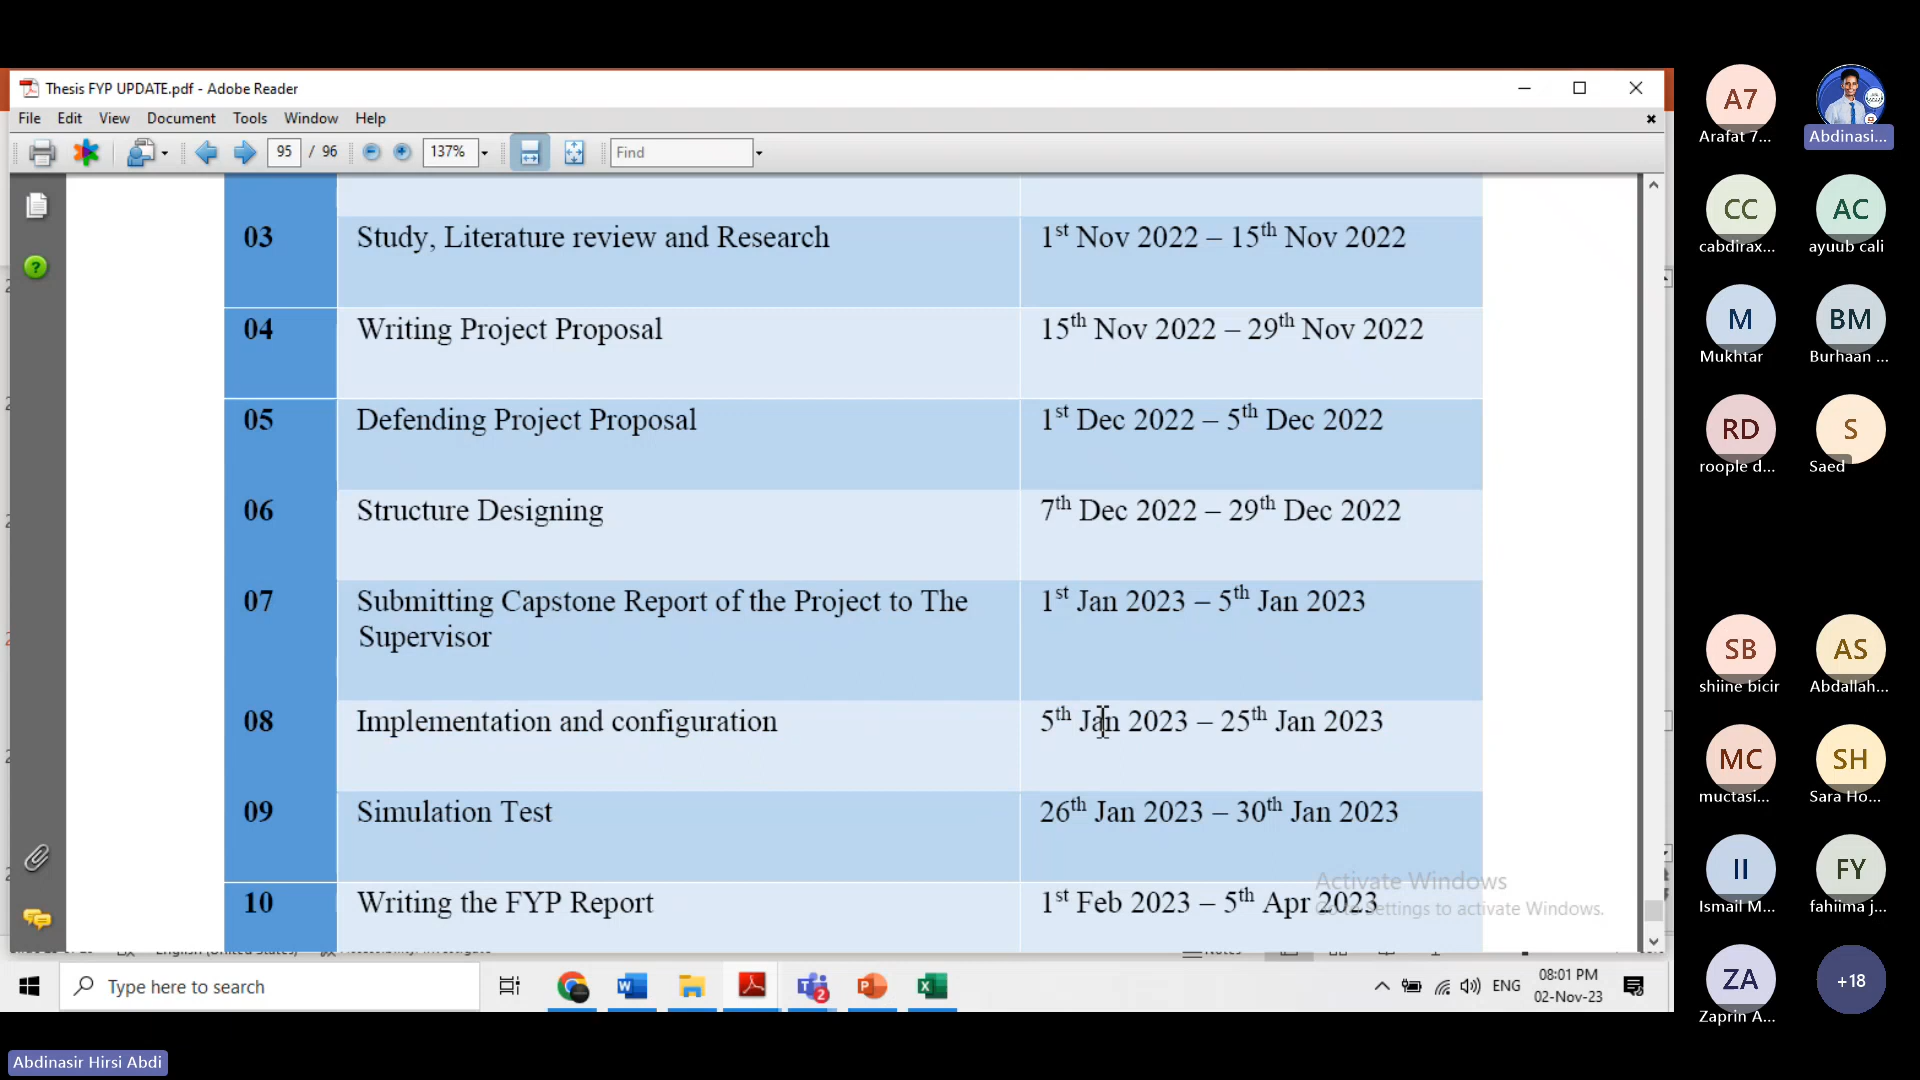 Thesis FYP UPDATE.pdf - Adobe Reader
File Edit View Document Tools Window Help
95 / 96 137% Find
03 Study, Literature review and Research 1st Nov 2022 – 15th Nov 2022
04 Writing Project Proposal 15th Nov 2022 – 29th Nov 2022
05 Defending Project Proposal 1st Dec 2022 – 5th Dec 2022
06 Structure Designing 7th Dec 2022 – 29th Dec 2022
07 Submitting Capstone Report of the Project to The 1st Jan 2023 – 5th Jan 2023
Supervisor
08 Implementation and configuration 5th Jan 2023 – 25th Jan 2023
09 Simulation Test 26th Jan 2023 – 30th Jan 2023
10 Writing the FYP Report 1st Feb 2023 – 5th Apr 2023
Activate Windows
Go to Settings to activate Windows.
Type here to search
2
ENG
08:01 PM
02-Nov-23
A7
Arafat 7...
Abdinasi...
CC
cabdirax...
AC
ayuub cali
M
Mukhtar
BM
Burhaan ...
RD
roople d...
S
Saed
SB
shiine bicir
AS
Abdallah...
MC
muctasi...
SH
Sara Ho...
II
Ismail M...
FY
fahiima j...
ZA
Zaprin A...
+18
Abdinasir Hirsi Abdi